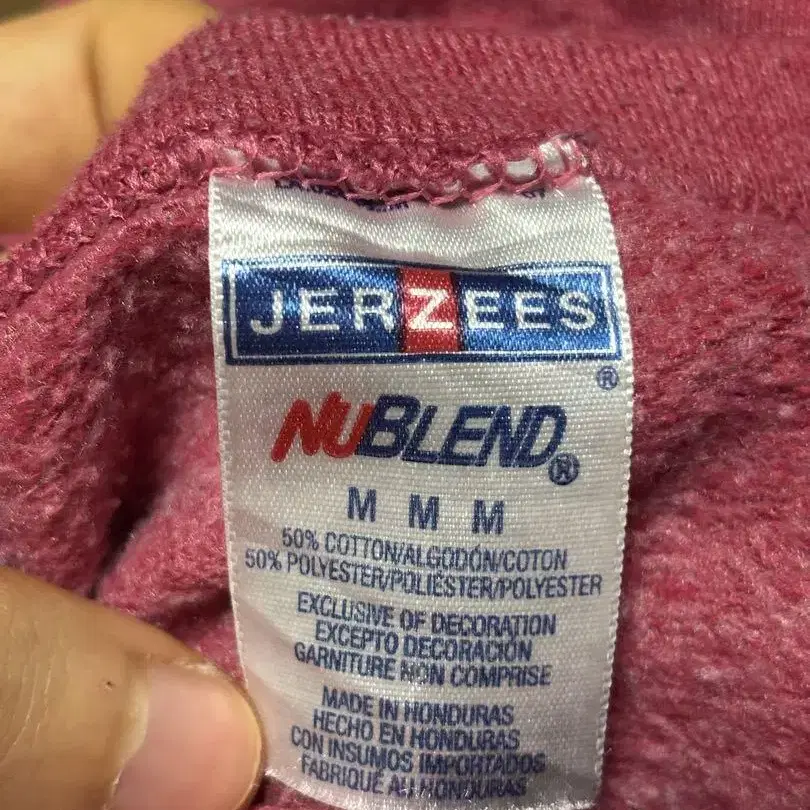 JERZEES
®
NUBLEND®
M M M
50% COTTON/ALGODÓN/COTON
50% POLYESTER/POLIÉSTER/POLYESTER
EXCLUSIVE OF DECORATION
EXCEPTO DECORACIÓN
GARNITURE NON COMPRISE
MADE IN HONDURAS
HECHO EN HONDURAS
CON INSUMOS IMPORTADOS
FABRIQUÉ AU HONDURAS